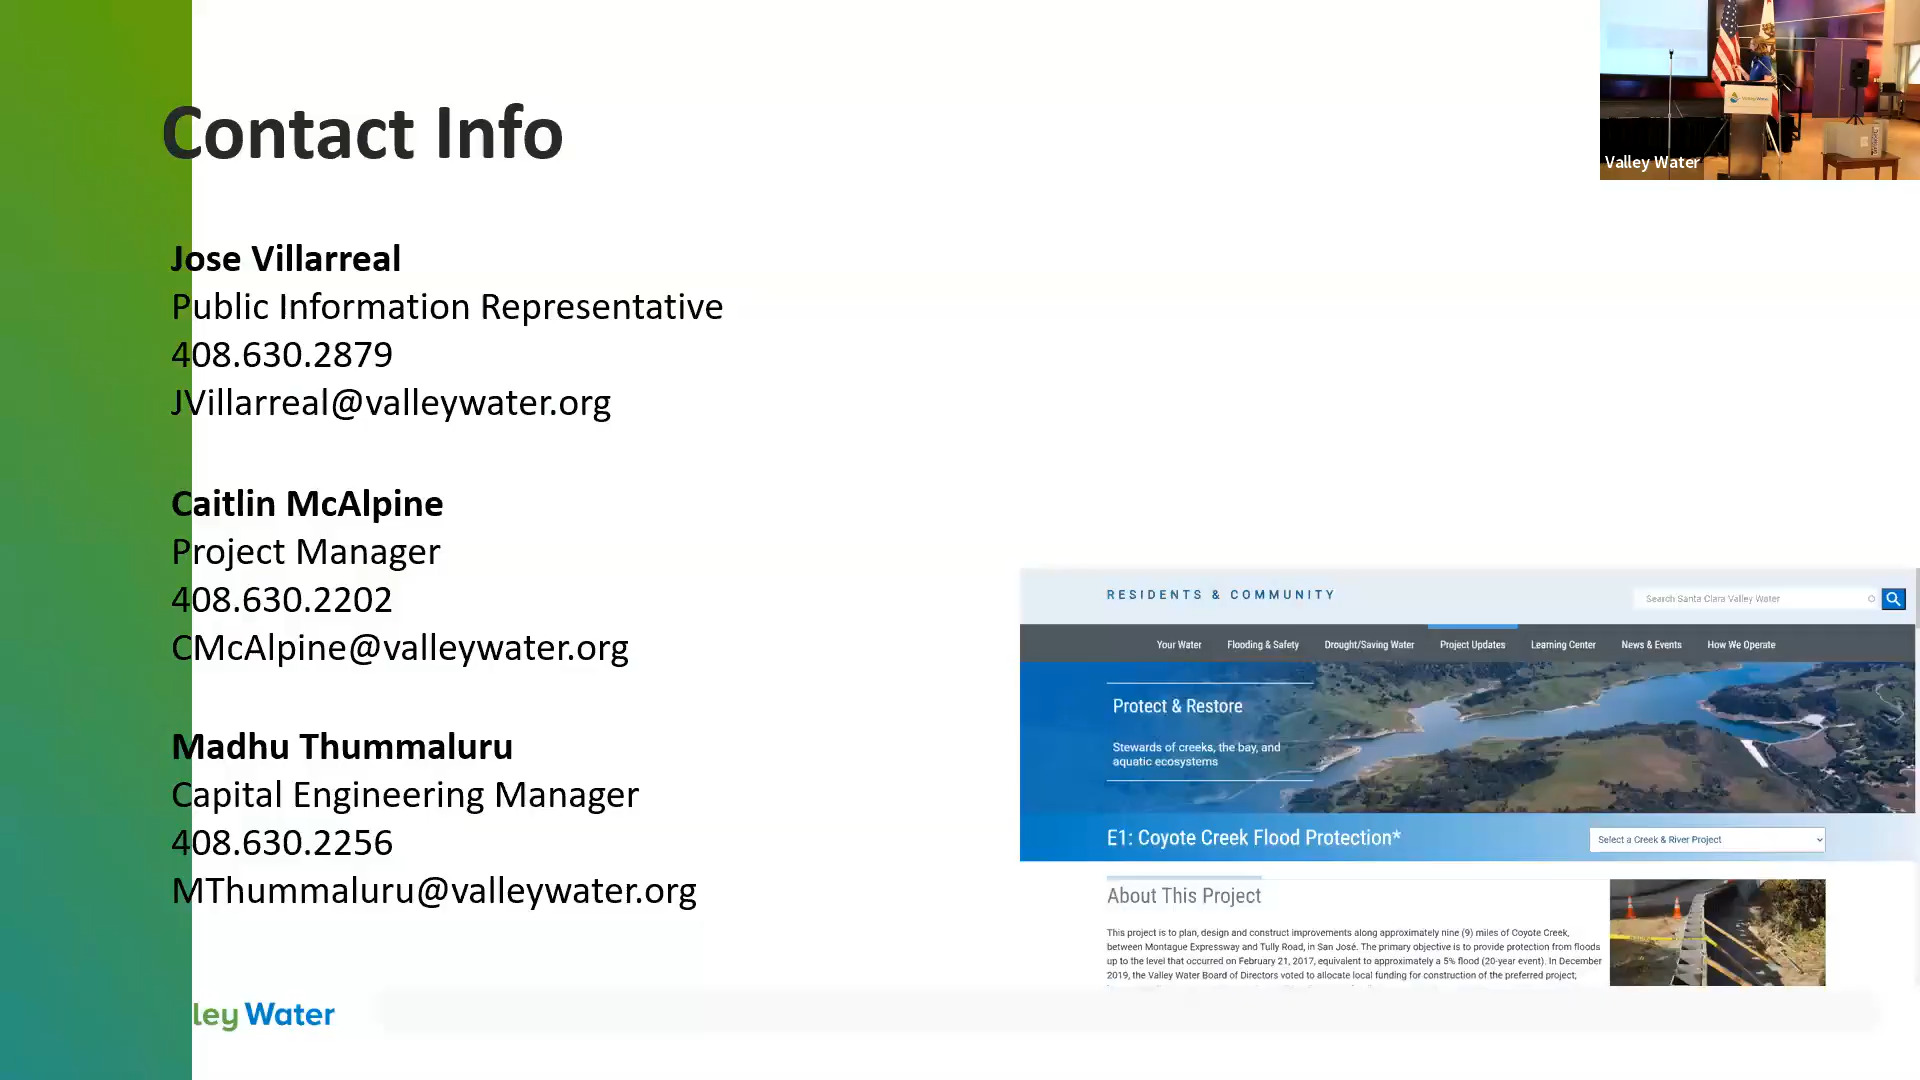 Contact Info
Jose Villarreal
Public Information Representative
408.630.2879
JVillarreal@valleywater.org
Caitlin McAlpine
Project Manager
408.630.2202
CMcAlpine@valleywater.org
Madhu Thummaluru
Capital Engineering Manager
408.630.2256
MThummaluru@valleywater.org
ley Water
Valley Water
RESIDENTS & COMMUNITY
Search Santa Clara Valley Water
Your Water Flooding & Safety Drought/Saving Water Project Updates Learning Center News & Events How We Operate
Protect & Restore
Stewards of creeks, the bay, and
aquatic ecosystems
E1: Coyote Creek Flood Protection*
Select a Creek & River Project
About This Project
This project is to plan, design and construct improvements along approximately nine (9) miles of Coyote Creek,
between Montague Expressway and Tully Road, in San José. The primary objective is to provide protection from floods
up to the level that occurred on February 21, 2017, equivalent to approximately a 5% flood (20-year event). In December
2019, the Valley Water Board of Directors voted to allocate local funding for construction of the preferred project;